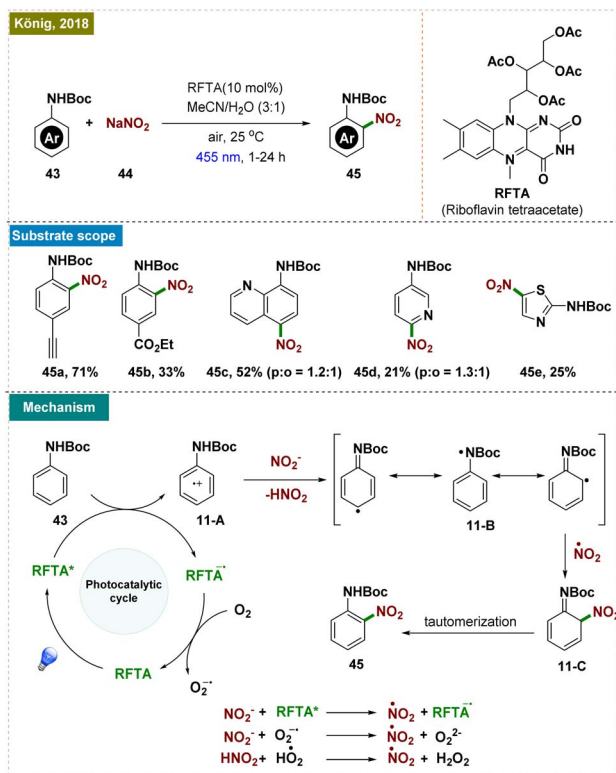 König, 2018
NHBoc
Ar
43
+
NaNO2
44
RFTA(10 mol%)
MeCN/H2O (3:1)
air, 25 oC
455 nm, 1-24 h
NHBoc
NO2
Ar
45
OAc
AcO
OAc
OAc
N
N
O
NH
N
O
RFTA
(Riboflavin tetraacetate)
Substrate scope
NHBoc
NO2
45a, 71%
NHBoc
NO2
CO2Et
45b, 33%
NHBoc
N
NO2
45c, 52% (p:o = 1.2:1)
NHBoc
N
NO2
45d, 21% (p:o = 1.3:1)
O2N
S
N
NHBoc
45e, 25%
Mechanism
NHBoc
43
NHBoc
•+
11-A
NO2-
-HNO2
NBoc
•NBoc
NBoc
11-B
•NO2
NBoc
NO2
11-C
tautomerization
NHBoc
NO2
45
RFTA*
Photocatalytic
cycle
RFTA−•
O2
RFTA
O2−•
NO2- + RFTA* •NO2 + RFTA−•
NO2- + O2−• •NO2 + O22-
HNO2+ HO2• •NO2 + H2O2